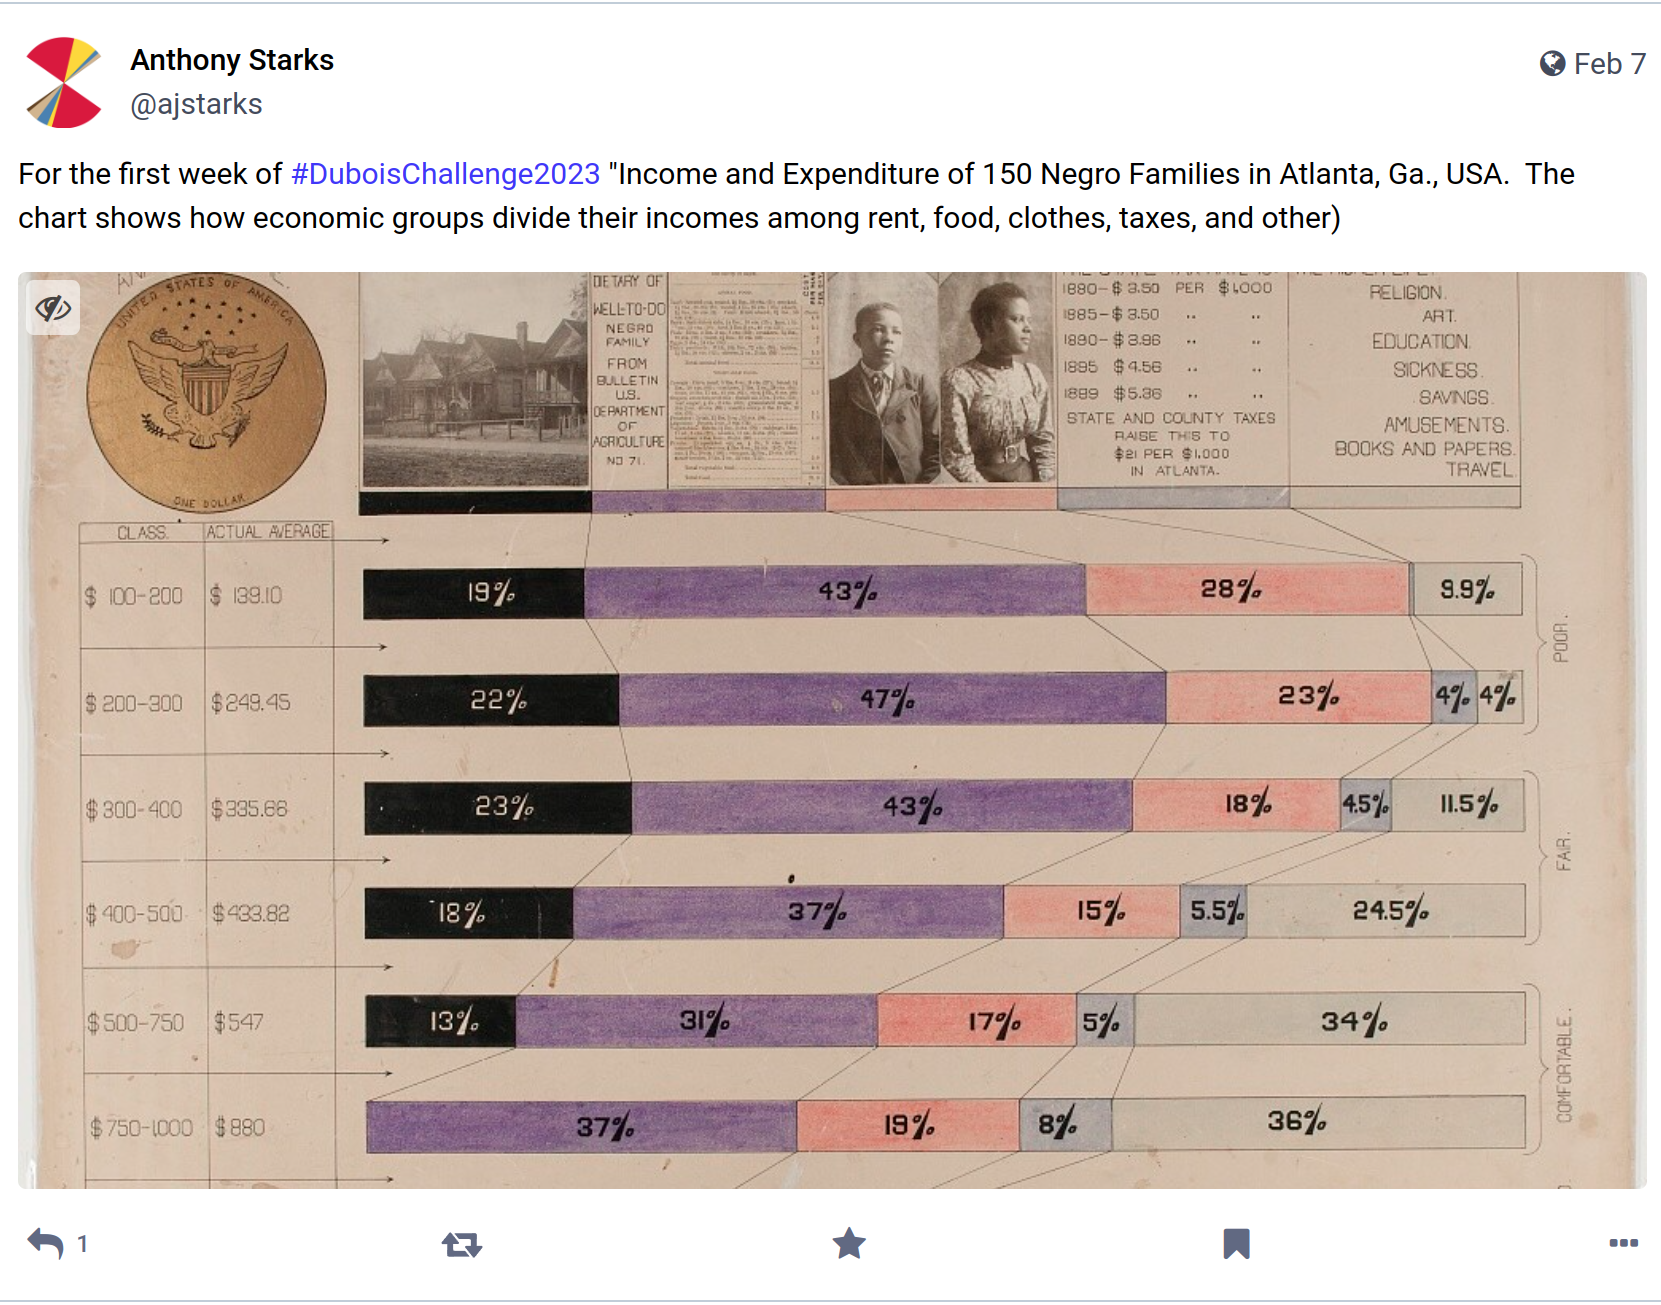 Anthony Starks
@ajstarks
Feb 7
For the first week of #DuboisChallenge2023 "Income and Expenditure of 150 Negro Families in Atlanta, Ga., USA. The
chart shows how economic groups divide their incomes among rent, food, clothes, taxes, and other)
UNITED STATES OF AMERICA
ONE DOLLAR
DIETARY OF
WELL-TO-DO
NEGRO
FAMILY
FROM
BULLETIN
U.S.
DEPARTMENT
OF
AGRICULTURE
NO 71.
1880-$ 3.50 PER $1,000
1885-$ 3.50 " "
1890-$ 3.86 " "
1895 $ 4.56 " "
1899 $ 5.36 " "
STATE AND COUNTY TAXES
RAISE THIS TO
$21 PER $1,000
IN ATLANTA.
RELIGION.
ART.
EDUCATION.
SICKNESS.
SAVINGS.
AMUSEMENTS.
BOOKS AND PAPERS.
TRAVEL.
CLASS. ACTUAL AVERAGE
$ 100-200 $ 139.10 19% 43% 28% 9.9%
POOR.
$ 200-300 $ 249.45 22% 47% 23% 4% 4%
$ 300-400 $ 335.66 23% 43% 18% 4.5% 11.5%
FAIR.
$ 400-500 $ 433.82 18% 37% 15% 5.5% 24.5%
$ 500-750 $ 547 13% 31% 17% 5% 34%
COMFORTABLE.
$ 750-1,000 $ 880 37% 19% 8% 36%
1